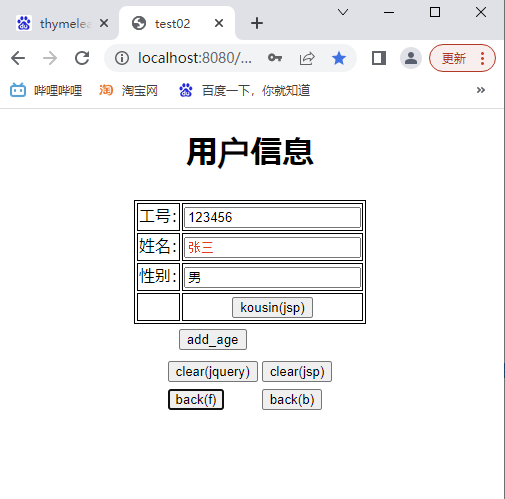 thymelea
test02
localhost:8080/...
更新
哔哩哔哩
淘
淘宝网
百度一下，你就知道
»
用户信息
工号: 123456
姓名: 张三
性别: 男
kousin(jsp)
add_age
clear(jquery) clear(jsp)
back(f) back(b)